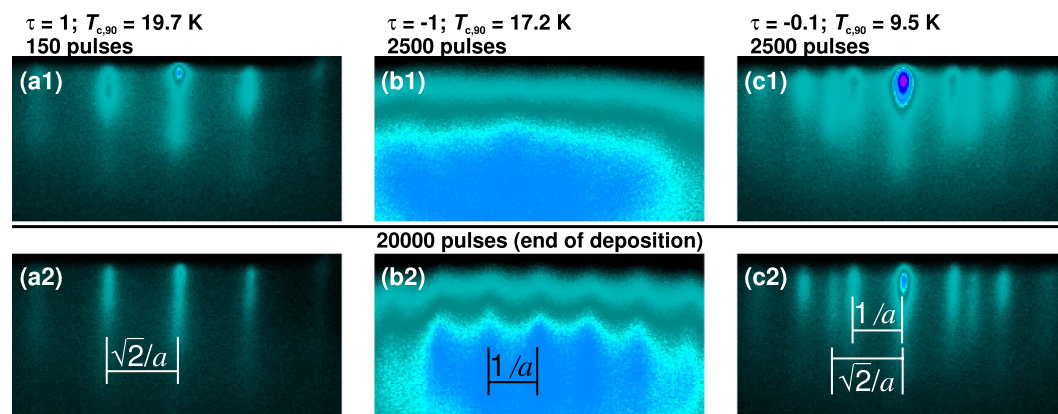 τ = 1; Tc,90 = 19.7 K
150 pulses
τ = -1; Tc,90 = 17.2 K
2500 pulses
τ = -0.1; Tc,90 = 9.5 K
2500 pulses
(a1)
(b1)
(c1)
20000 pulses (end of deposition)
(a2)
(b2)
(c2)
√2/a
1/a
1/a
√2/a